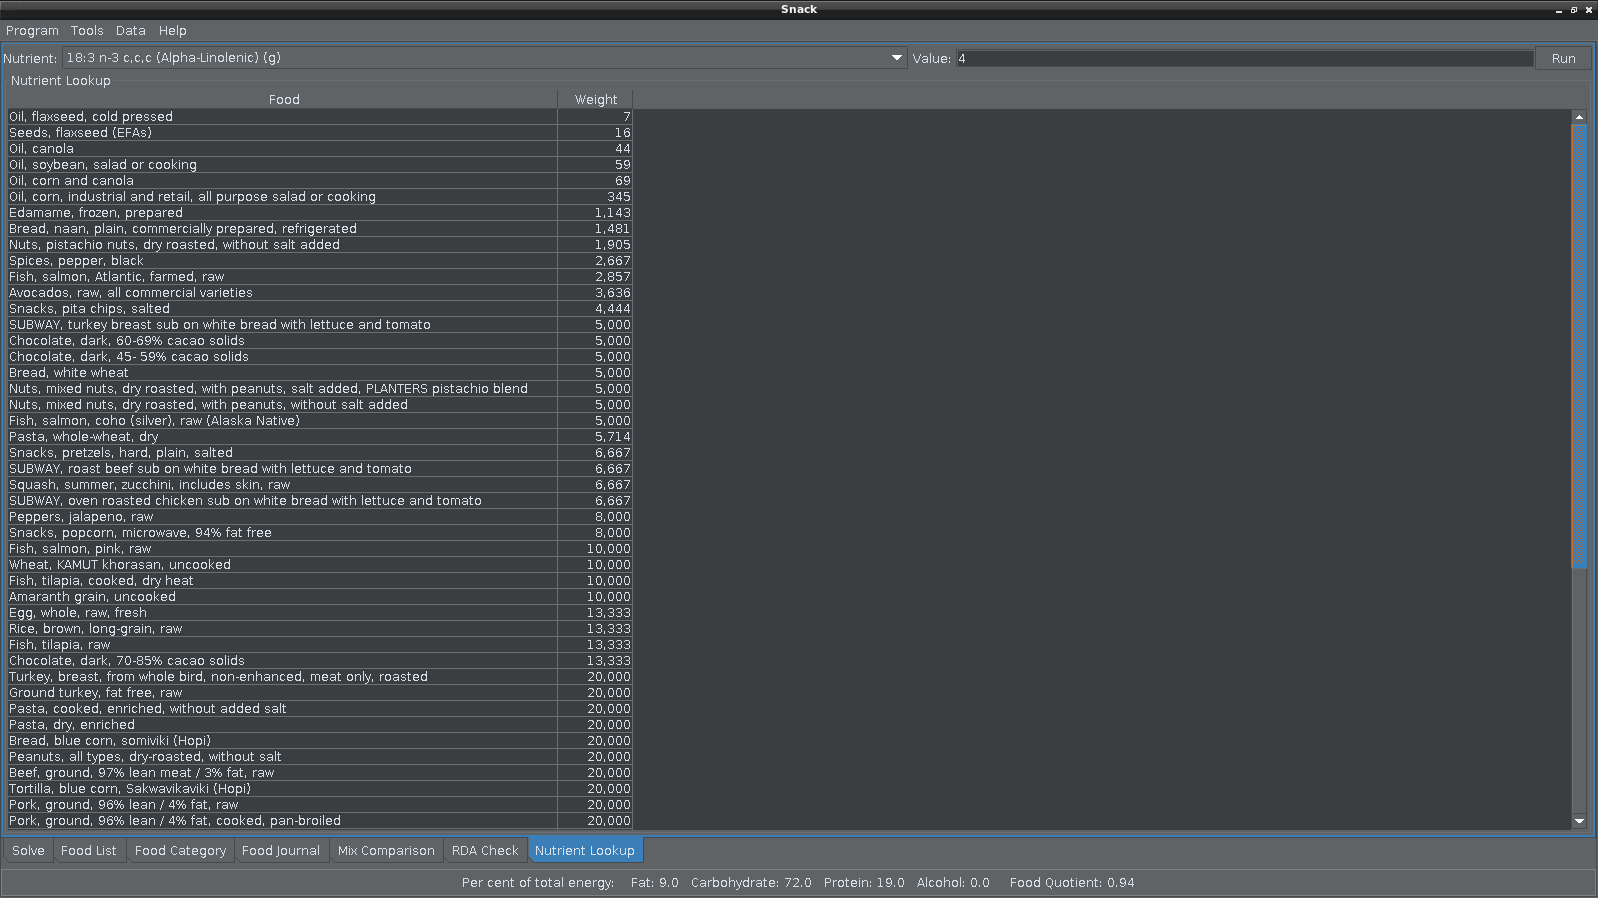 Snack
Program Tools Data Help
Nutrient: 18:3 n-3 c,c,c (Alpha-Linolenic) (g) Value: 4 Run
Nutrient Lookup
Food Weight
Oil, flaxseed, cold pressed 7
Seeds, flaxseed (EFAs) 16
Oil, canola 44
Oil, soybean, salad or cooking 59
Oil, corn and canola 69
Oil, corn, industrial and retail, all purpose salad or cooking 345
Edamame, frozen, prepared 1,143
Bread, naan, plain, commercially prepared, refrigerated 1,481
Nuts, pistachio nuts, dry roasted, without salt added 1,905
Spices, pepper, black 2,667
Fish, salmon, Atlantic, farmed, raw 2,857
Avocados, raw, all commercial varieties 3,636
Snacks, pita chips, salted 4,444
SUBWAY, turkey breast sub on white bread with lettuce and tomato 5,000
Chocolate, dark, 60-69% cacao solids 5,000
Chocolate, dark, 45- 59% cacao solids 5,000
Bread, white wheat 5,000
Nuts, mixed nuts, dry roasted, with peanuts, salt added, PLANTERS pistachio blend 5,000
Nuts, mixed nuts, dry roasted, with peanuts, without salt added 5,000
Fish, salmon, coho (silver), raw (Alaska Native) 5,000
Pasta, whole-wheat, dry 5,714
Snacks, pretzels, hard, plain, salted 6,667
SUBWAY, roast beef sub on white bread with lettuce and tomato 6,667
Squash, summer, zucchini, includes skin, raw 6,667
SUBWAY, oven roasted chicken sub on white bread with lettuce and tomato 6,667
Peppers, jalapeno, raw 8,000
Snacks, popcorn, microwave, 94% fat free 8,000
Fish, salmon, pink, raw 10,000
Wheat, KAMUT khorasan, uncooked 10,000
Fish, tilapia, cooked, dry heat 10,000
Amaranth grain, uncooked 10,000
Egg, whole, raw, fresh 13,333
Rice, brown, long-grain, raw 13,333
Fish, tilapia, raw 13,333
Chocolate, dark, 70-85% cacao solids 13,333
Turkey, breast, from whole bird, non-enhanced, meat only, roasted 20,000
Ground turkey, fat free, raw 20,000
Pasta, cooked, enriched, without added salt 20,000
Pasta, dry, enriched 20,000
Bread, blue corn, somiviki (Hopi) 20,000
Peanuts, all types, dry-roasted, without salt 20,000
Beef, ground, 97% lean meat / 3% fat, raw 20,000
Tortilla, blue corn, Sakwavikaviki (Hopi) 20,000
Pork, ground, 96% lean / 4% fat, raw 20,000
Pork, ground, 96% lean / 4% fat, cooked, pan-broiled 20,000
Solve Food List Food Category Food Journal Mix Comparison RDA Check Nutrient Lookup
Per cent of total energy: Fat: 9.0 Carbohydrate: 72.0 Protein: 19.0 Alcohol: 0.0 Food Quotient: 0.94